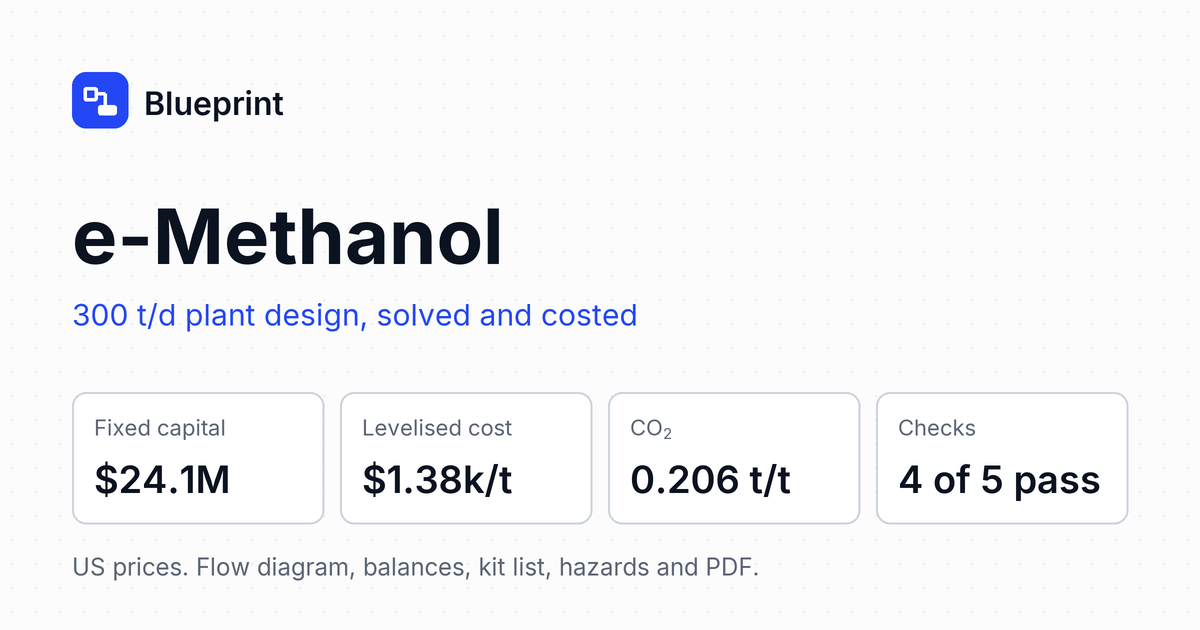 Blueprint
e-Methanol
300 t/d plant design, solved and costed
Fixed capital
$24.1M
Levelised cost
$1.38k/t
CO₂
0.206 t/t
Checks
4 of 5 pass
US prices. Flow diagram, balances, kit list, hazards and PDF.